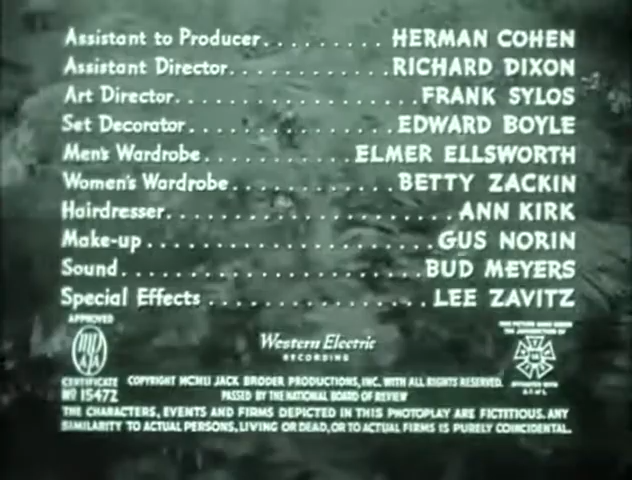 Assistant to Producer......... HERMAN COHEN
Assistant Director............RICHARD DIXON
Art Director..................FRANK SYLOS
Set Decorator...............EDWARD BOYLE
Men's Wardrobe............ELMER ELLSWORTH
Women's Wardrobe............BETTY ZACKIN
Hairdresser.....................ANN KIRK
Make-up.....................GUS NORIN
Sound......................BUD MEYERS
Special Effects..............LEE ZAVITZ
APPROVED
CERTIFICATE
Nº 15472
Western Electric
RECORDING
COPYRIGHT MCMLI JACK BRODER PRODUCTIONS, INC. WITH ALL RIGHTS RESERVED.
PASSED BY THE NATIONAL BOARD OF REVIEW
THE CHARACTERS, EVENTS AND FIRMS DEPICTED IN THIS PHOTOPLAY ARE FICTITIOUS. ANY
SIMILARITY TO ACTUAL PERSONS, LIVING OR DEAD, OR TO ACTUAL FIRMS IS PURELY COINCIDENTAL.